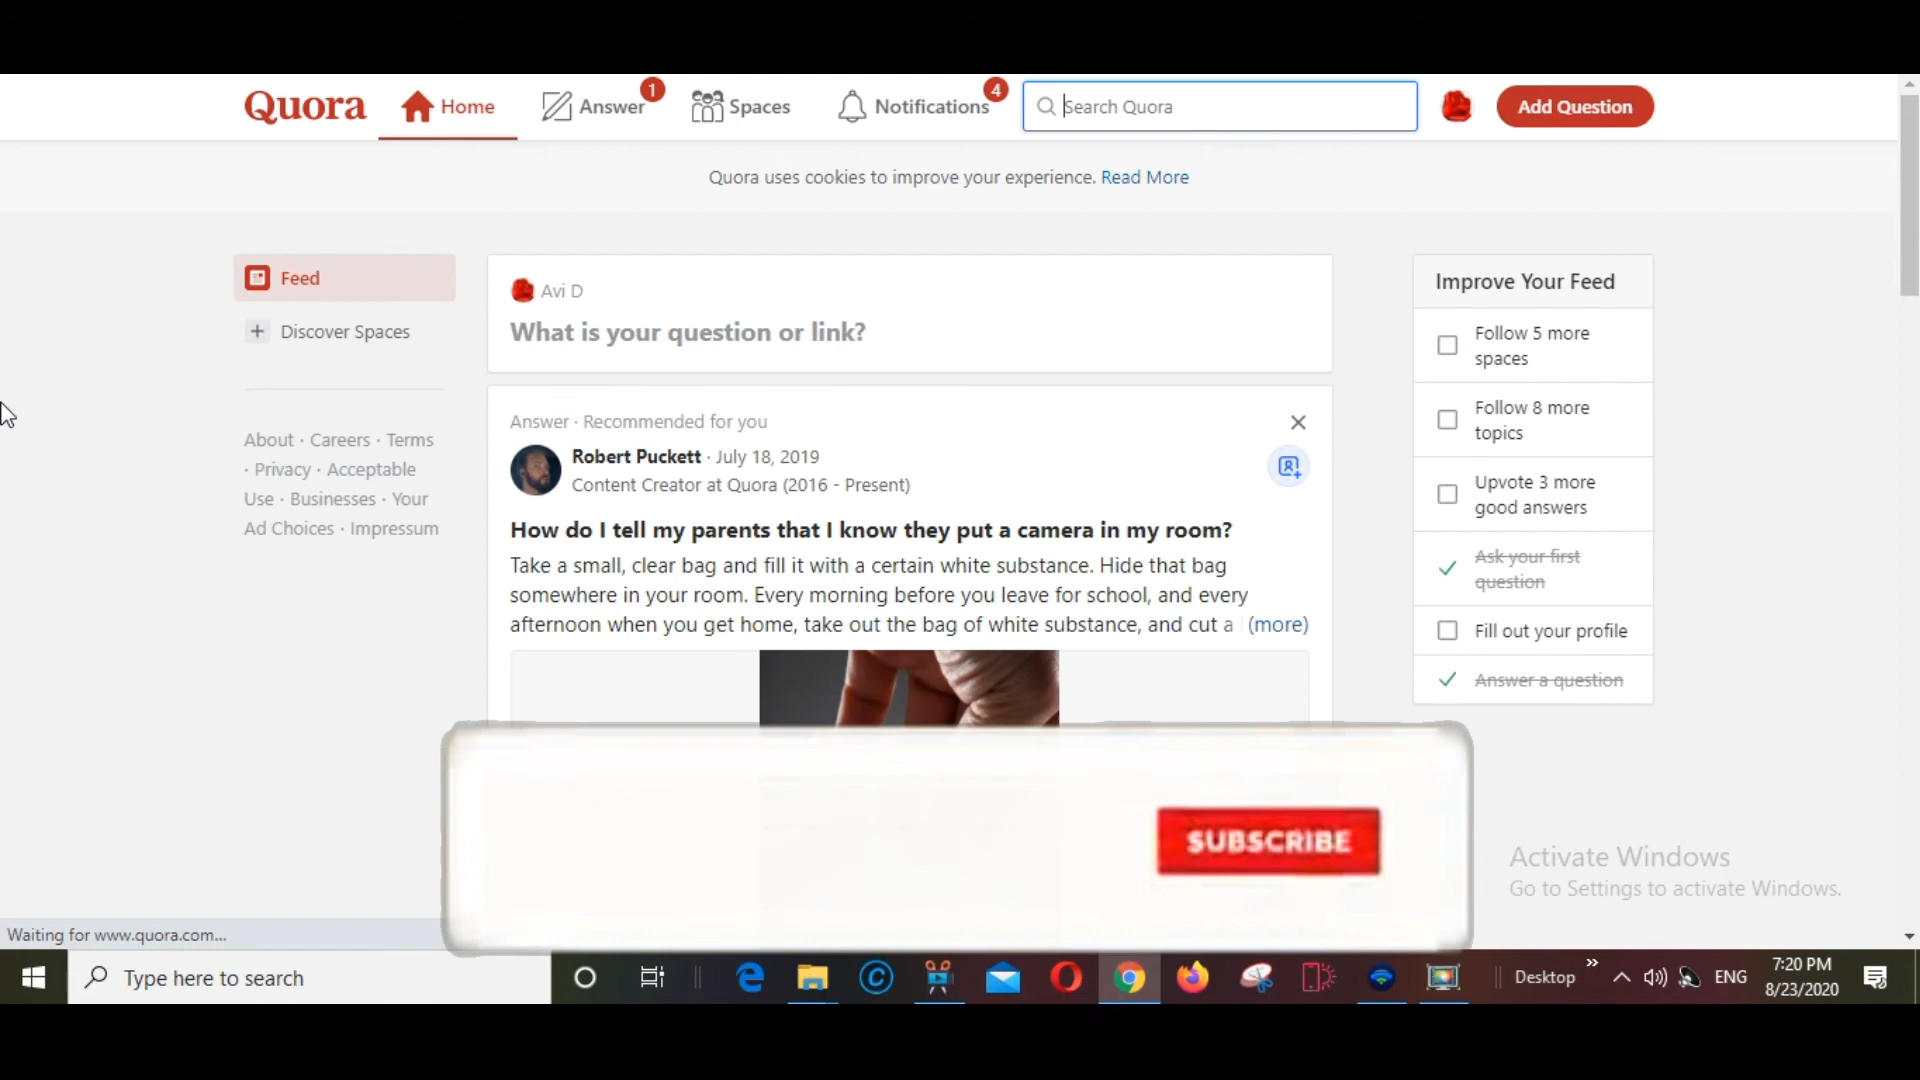 Quora
Home
Answer
1
Spaces
Notifications
4
Search Quora
Add Question
Quora uses cookies to improve your experience. Read More
Feed
Discover Spaces
About · Careers · Terms
· Privacy · Acceptable
Use · Businesses · Your
Ad Choices · Impressum
Avi D
What is your question or link?
Answer · Recommended for you
Robert Puckett · July 18, 2019
Content Creator at Quora (2016 - Present)
How do I tell my parents that I know they put a camera in my room?
Take a small, clear bag and fill it with a certain white substance. Hide that bag
somewhere in your room. Every morning before you leave for school, and every
afternoon when you get home, take out the bag of white substance, and cut a (more)
Improve Your Feed
Follow 5 more
spaces
Follow 8 more
topics
Upvote 3 more
good answers
Ask your first
question
Fill out your profile
Answer a question
SUBSCRIBE
Activate Windows
Go to Settings to activate Windows.
Waiting for www.quora.com...
Type here to search
Desktop
ENG
7:20 PM
8/23/2020